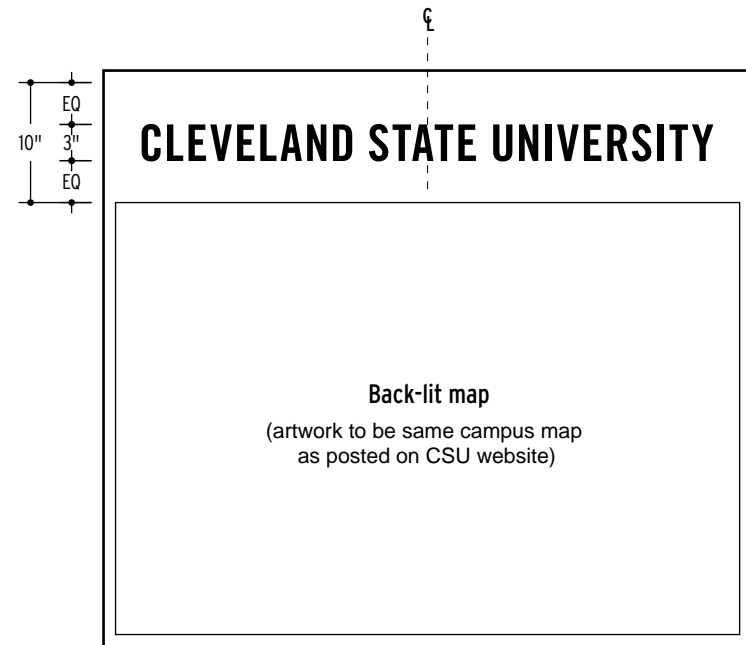 ℄
EQ
10" 3"
EQ
CLEVELAND STATE UNIVERSITY
Back-lit map
(artwork to be same campus map
as posted on CSU website)